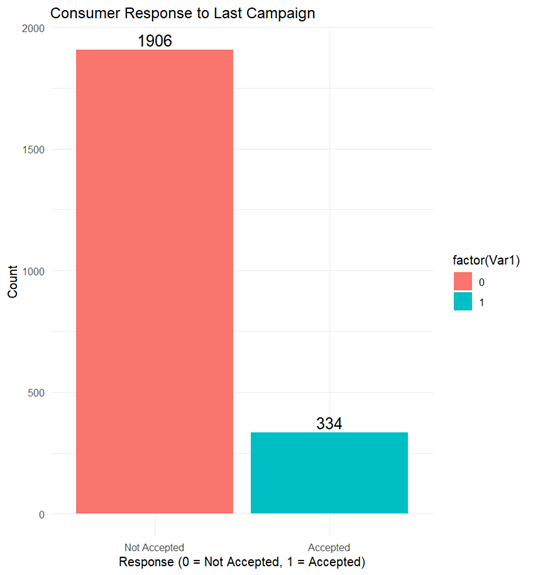 Consumer Response to Last Campaign
2000
1906
1500
1000
Count
factor(Var1)
0
1
500
334
0
Not Accepted
Accepted
Response (0 = Not Accepted, 1 = Accepted)